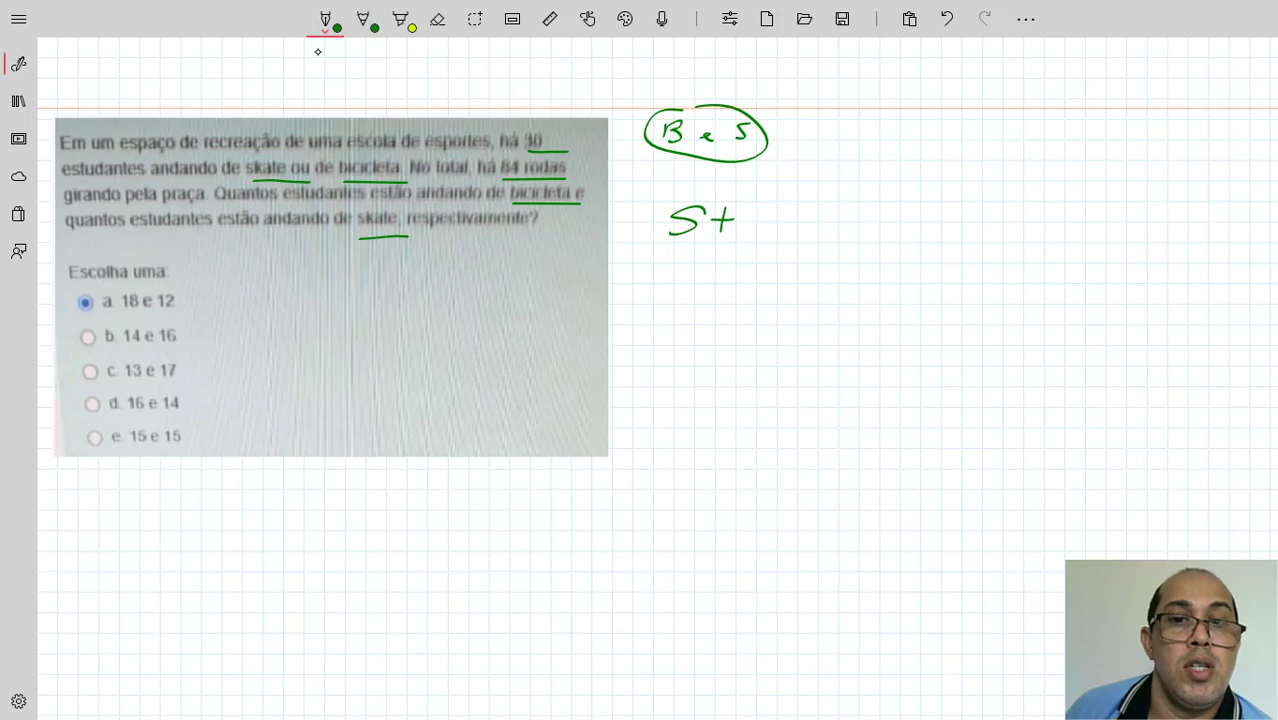 Em um espaço de recreação de uma escola de esportes, há 30
estudantes andando de skate ou de bicicleta. No total, há 84 rodas
girando pela praça. Quantos estudantes estão andando de bicicleta e
quantos estudantes estão andando de skate, respectivamente?
Escolha uma:
a. 18 e 12
b. 14 e 16
c. 13 e 17
d. 16 e 14
e. 15 e 15
B e S
S+